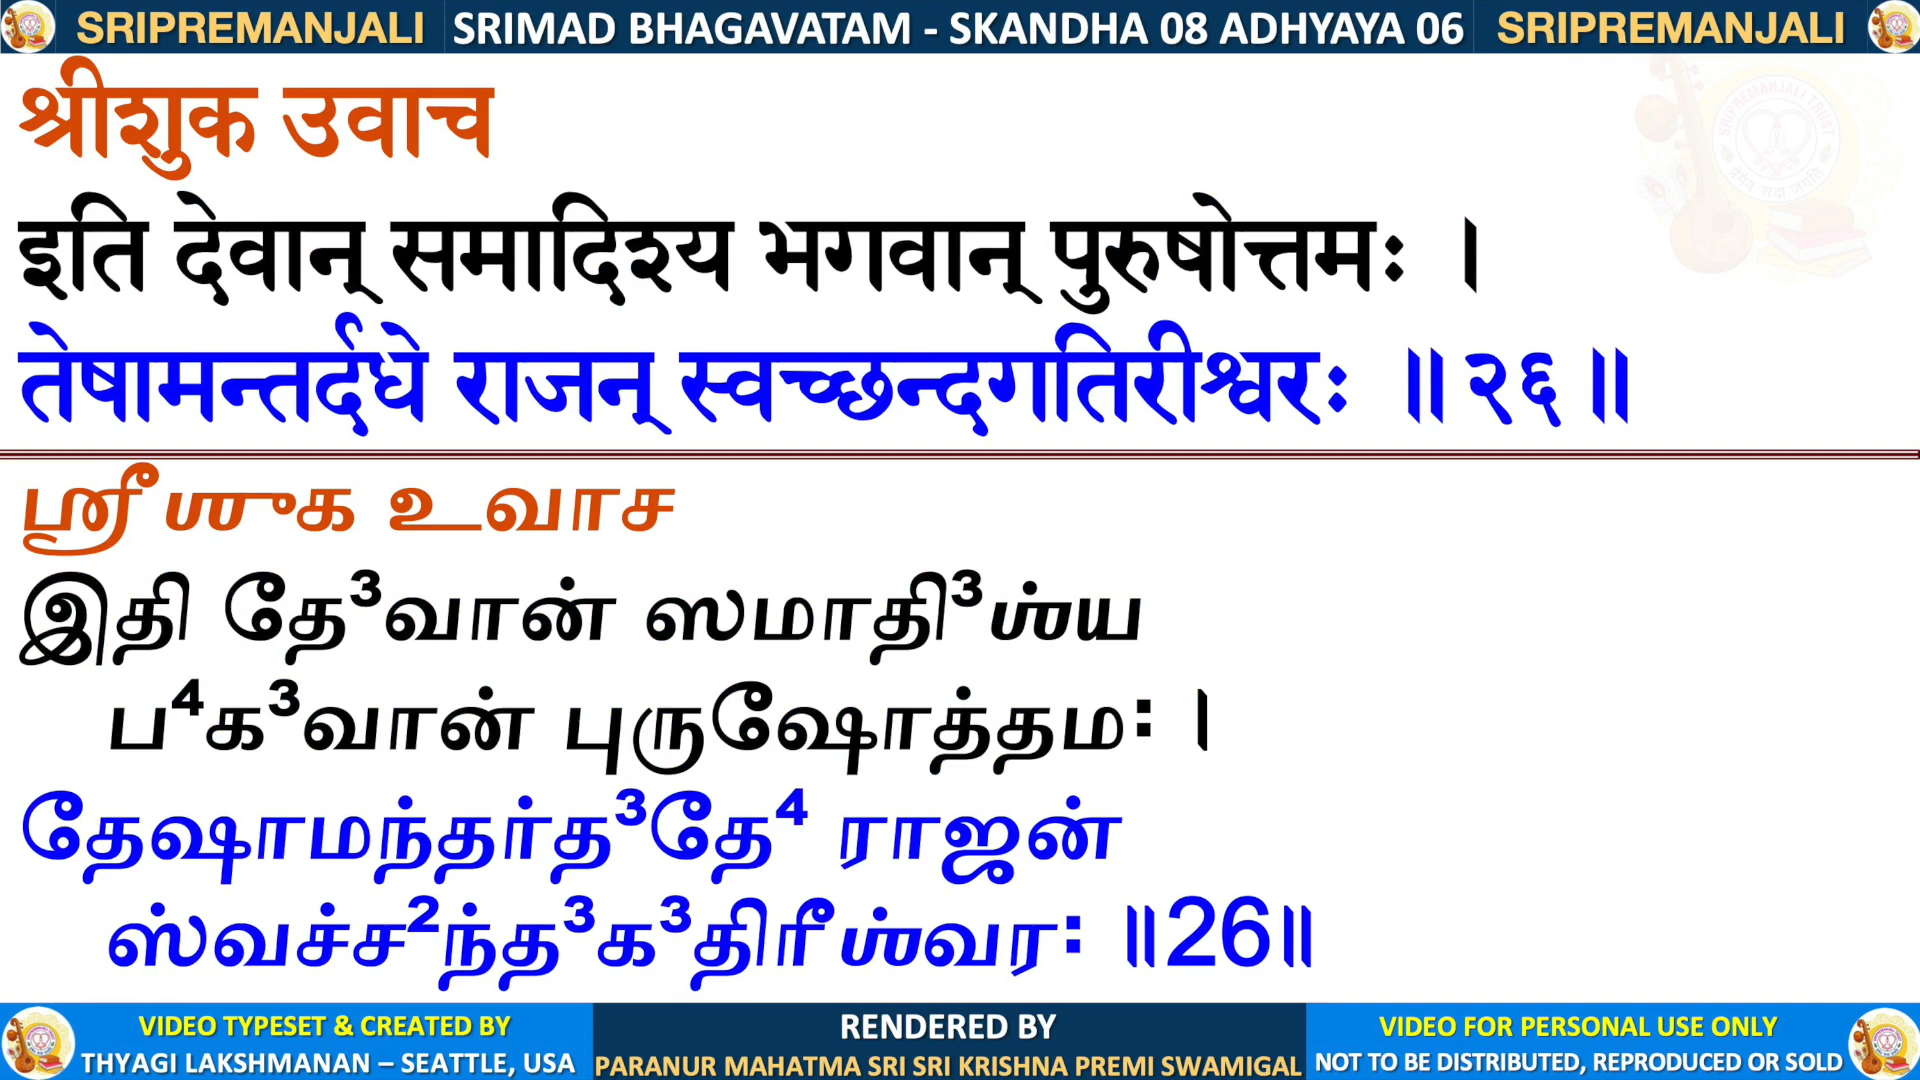 SRIPREMANJALI SRIMAD BHAGAVATAM - SKANDHA 08 ADHYAYA 06 SRIPREMANJALI
श्रीशुक उवाच
इति देवान् समादिश्य भगवान् पुरुषोत्तमः ।
तेषामन्तर्दधे राजन् स्वच्छन्दगतिरीश्वरः ॥२६॥
ஶ்ரீ ஶுக உவாச
இதி தே³வான் ஸமாதி³ஶ்ய
ப⁴க³வான் புருஷோத்தம꞉ ।
தேஷாமந்தர்த³தே⁴ ராஜன்
ஸ்வச்ச²ந்த³க³திரீஶ்வர꞉ ॥26॥
VIDEO TYPESET & CREATED BY
THYAGI LAKSHMANAN – SEATTLE, USA
RENDERED BY
PARANUR MAHATMA SRI SRI KRISHNA PREMI SWAMIGAL
VIDEO FOR PERSONAL USE ONLY
NOT TO BE DISTRIBUTED, REPRODUCED OR SOLD
SRIPREMANJALI TRUST